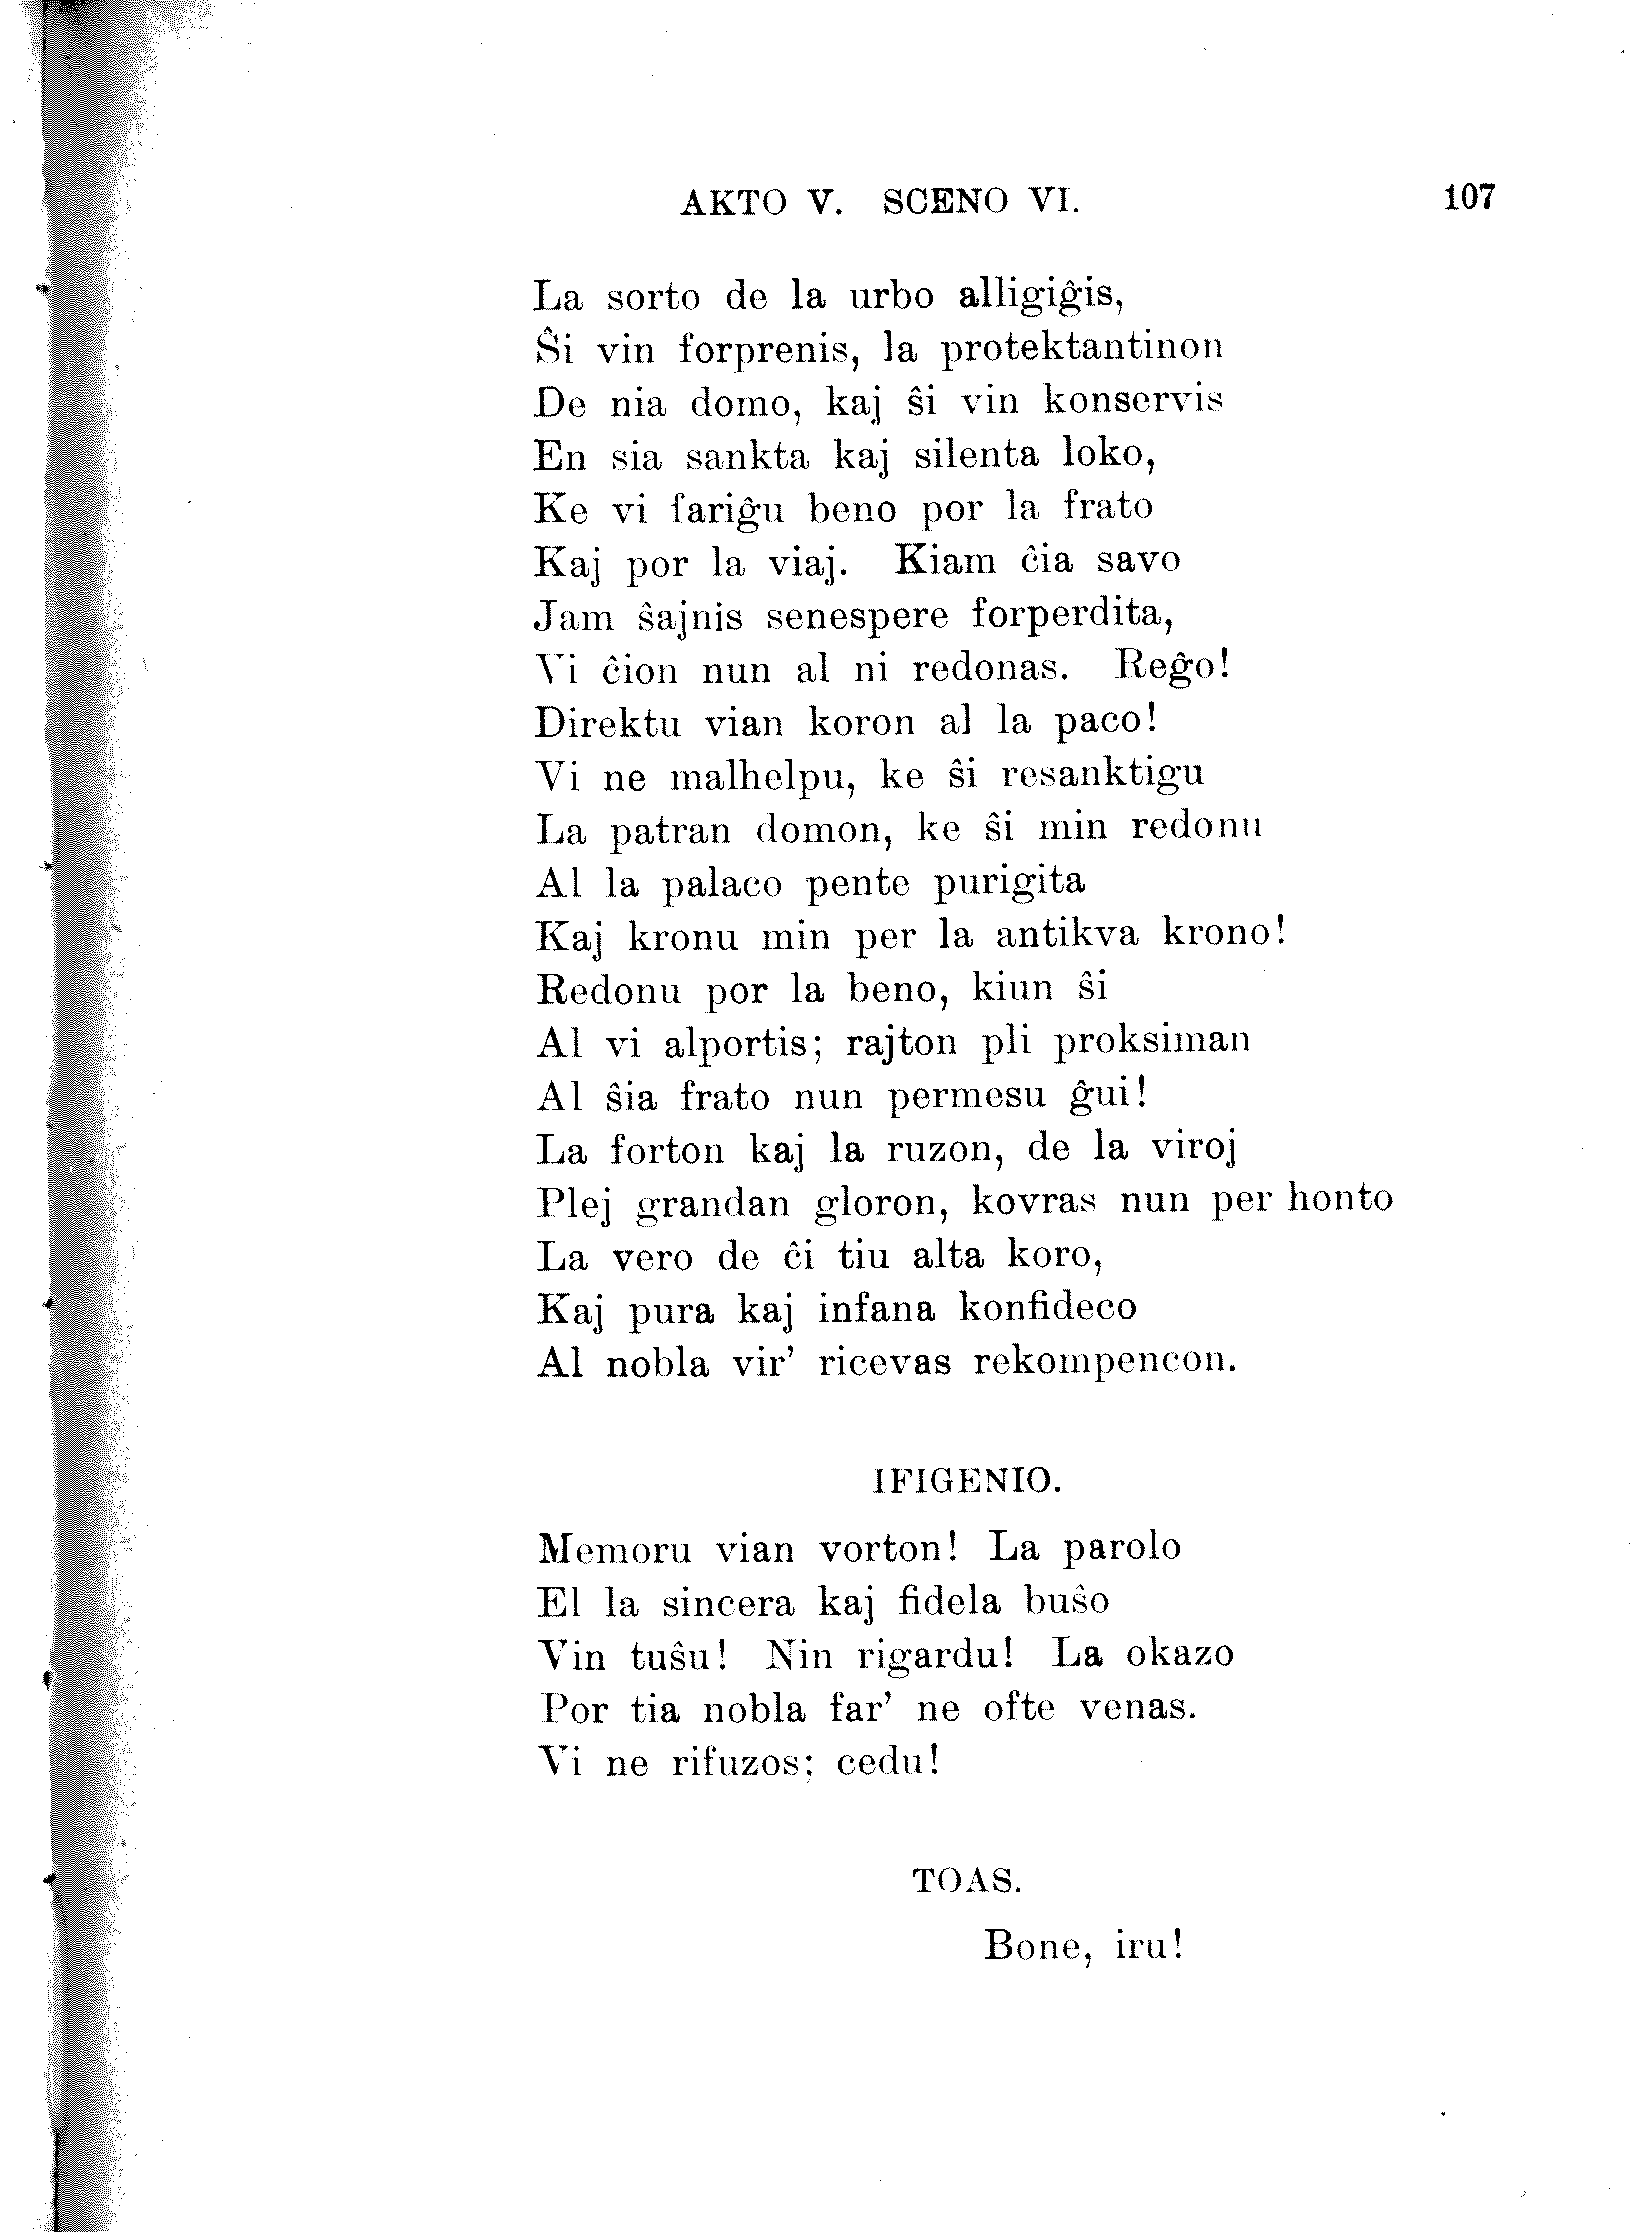 AKTO V. SCENO VI. 107
La sorto de la urbo alligiĝis,
Ŝi vin forprenis, la protektantinon
De nia domo, kaj ŝi vin konservis
En sia sankta kaj silenta loko,
Ke vi fariĝu beno por la frato
Kaj por la viaj. Kiam ĉia savo
Jam ŝajnis senespere forperdita,
Vi ĉion nun al ni redonas. Reĝo!
Direktu vian koron al la paco!
Vi ne malhelpu, ke ŝi resanktigu
La patran domon, ke ŝi min redonu
Al la palaco pente purigita
Kaj kronu min per la antikva krono!
Redonu por la beno, kiun ŝi
Al vi alportis; rajton pli proksiman
Al ŝia frato nun permesu ĝui!
La forton kaj la ruzon, de la viroj
Plej grandan gloron, kovras nun per honto
La vero de ĉi tiu alta koro,
Kaj pura kaj infana konfideco
Al nobla vir’ ricevas rekompencon.
IFIGENIO.
Memoru vian vorton! La parolo
El la sincera kaj fidela buŝo
Vin tuŝu! Nin rigardu! La okazo
Por tia nobla far’ ne ofte venas.
Vi ne rifuzos; cedu!
TOAS.
Bone, iru!